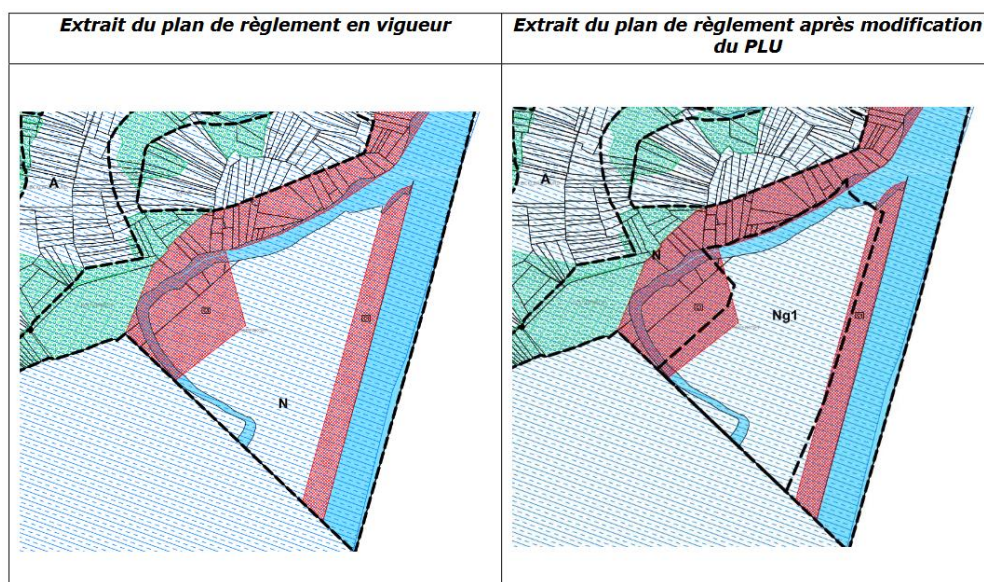 Extrait du plan de règlement en vigueur
Extrait du plan de règlement après modification
du PLU
A
N
A
N
Ng1